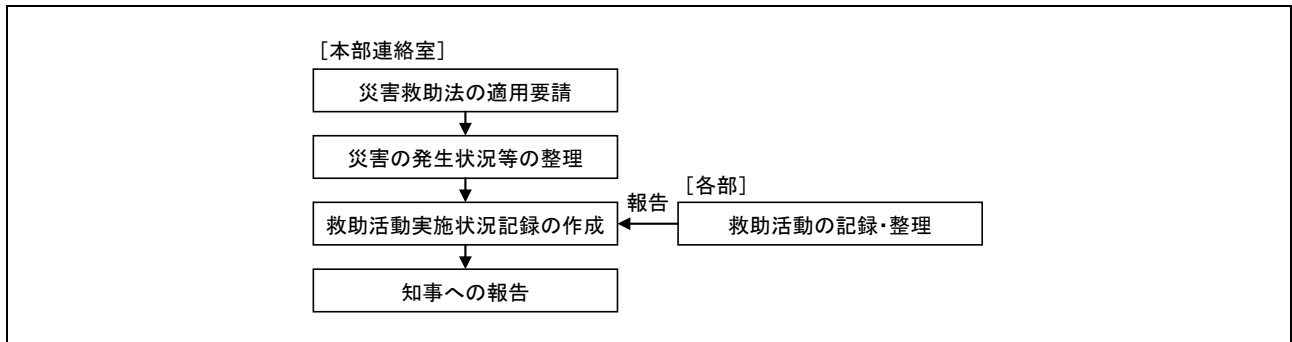 [本部連絡室]
災害救助法の適用要請
災害の発生状況等の整理
[各部]
報告
救助活動実施状況記録の作成
救助活動の記録・整理
知事への報告